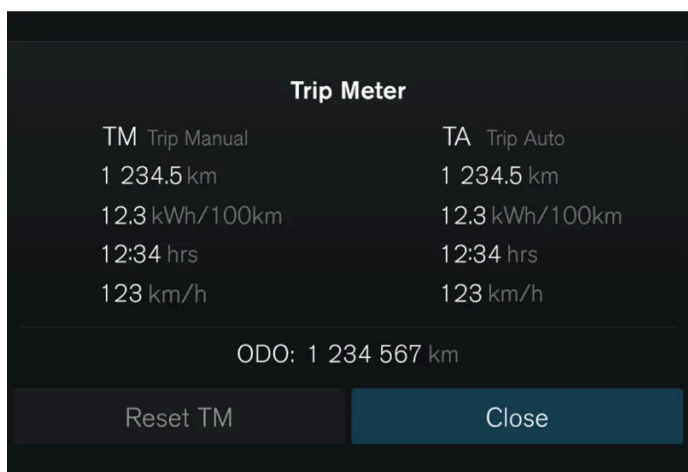 Trip Meter
TM Trip Manual
TA Trip Auto
1 234.5 km
1 234.5 km
12.3 kWh/100km
12.3 kWh/100km
12:34 hrs
12:34 hrs
123 km/h
123 km/h
ODO: 1 234 567 km
Reset TM
Close